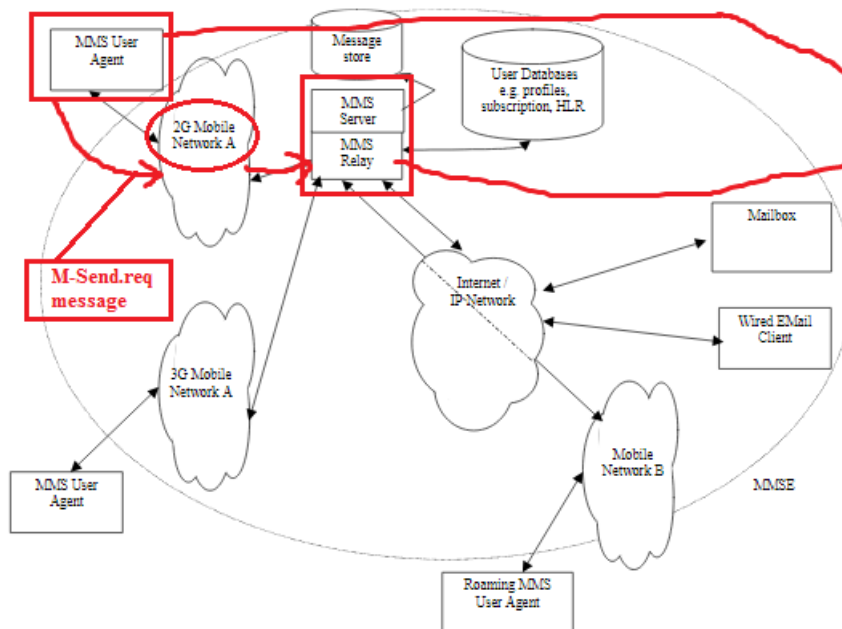 MMS User
Agent
Message
store
User Databases
e.g. profiles,
subscription, HLR
MMS
Server
MMS
Relay
2G Mobile
Network A
Mailbox
M-Send.req
message
Internet /
IP Network
Wired EMail
Client
3G Mobile
Network A
Mobile
Network B
MMSE
MMS User
Agent
Roaming MMS
User Agent